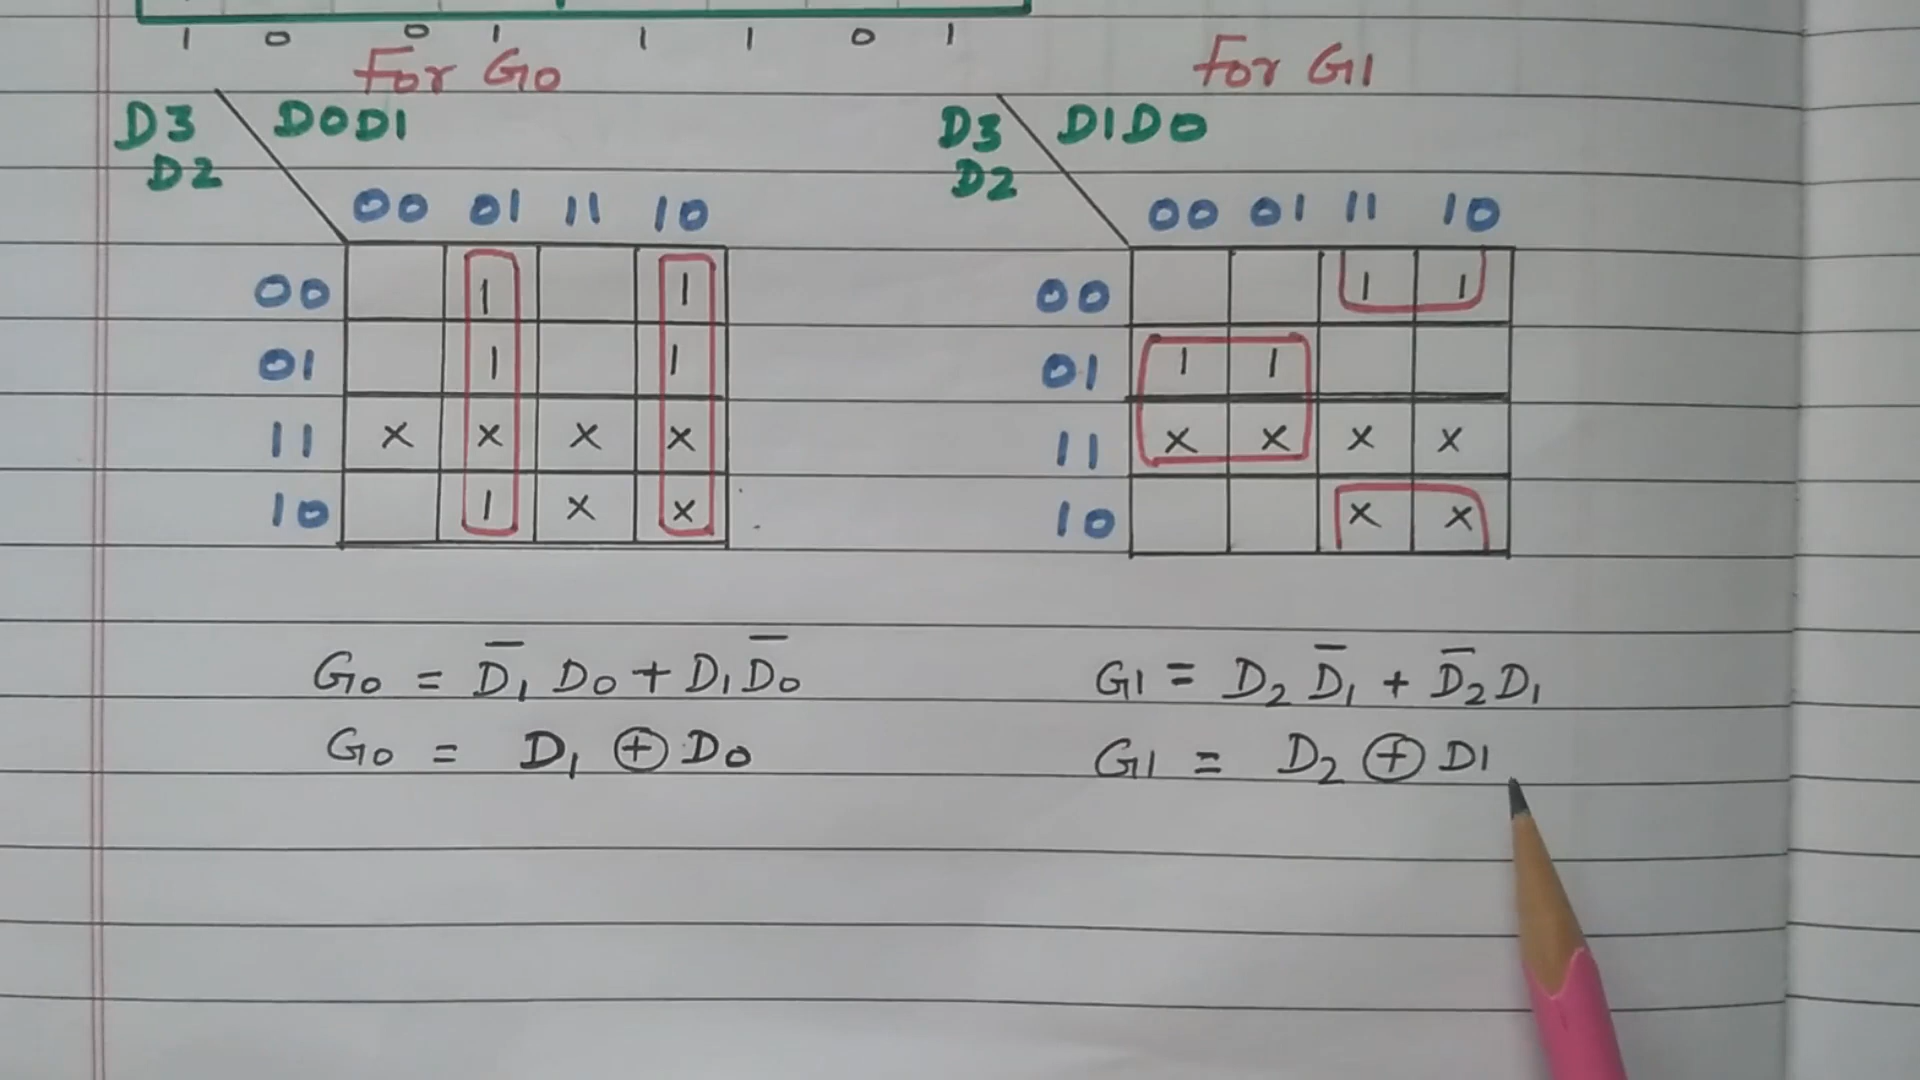 1 0 0 1 1 1 0 1
For G0 For G1
D3 D0D1 D3 D1D0
D2 D2
00 01 11 10 00 01 11 10
00 1 1 00 1 1
01 1 1 01 1 1
11 x x x x 11 x x x x
10 1 x x 10 x x
G0 = D̅1 D0 + D1 D̅0 G1 = D2 D̅1 + D̅2 D1
G0 = D1 ⊕ D0 G1 = D2 ⊕ D1